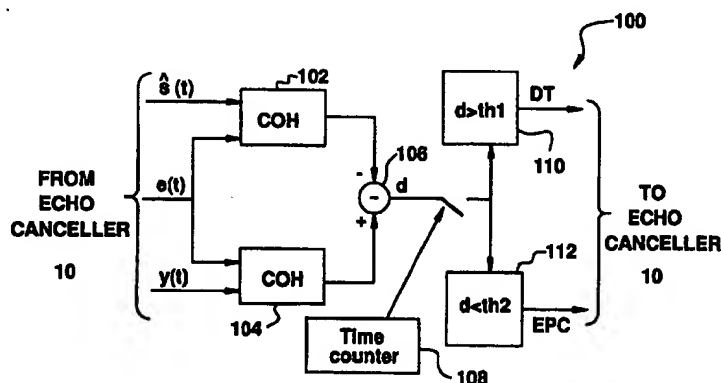 100
ŝ (t)
102
COH
DT
d>th1
110
106
-
FROM
ECHO
CANCELLER
10
e(t)
-
d
+
TO
ECHO
CANCELLER
10
y(t)
COH
104
112
d<th2
EPC
Time
counter
108